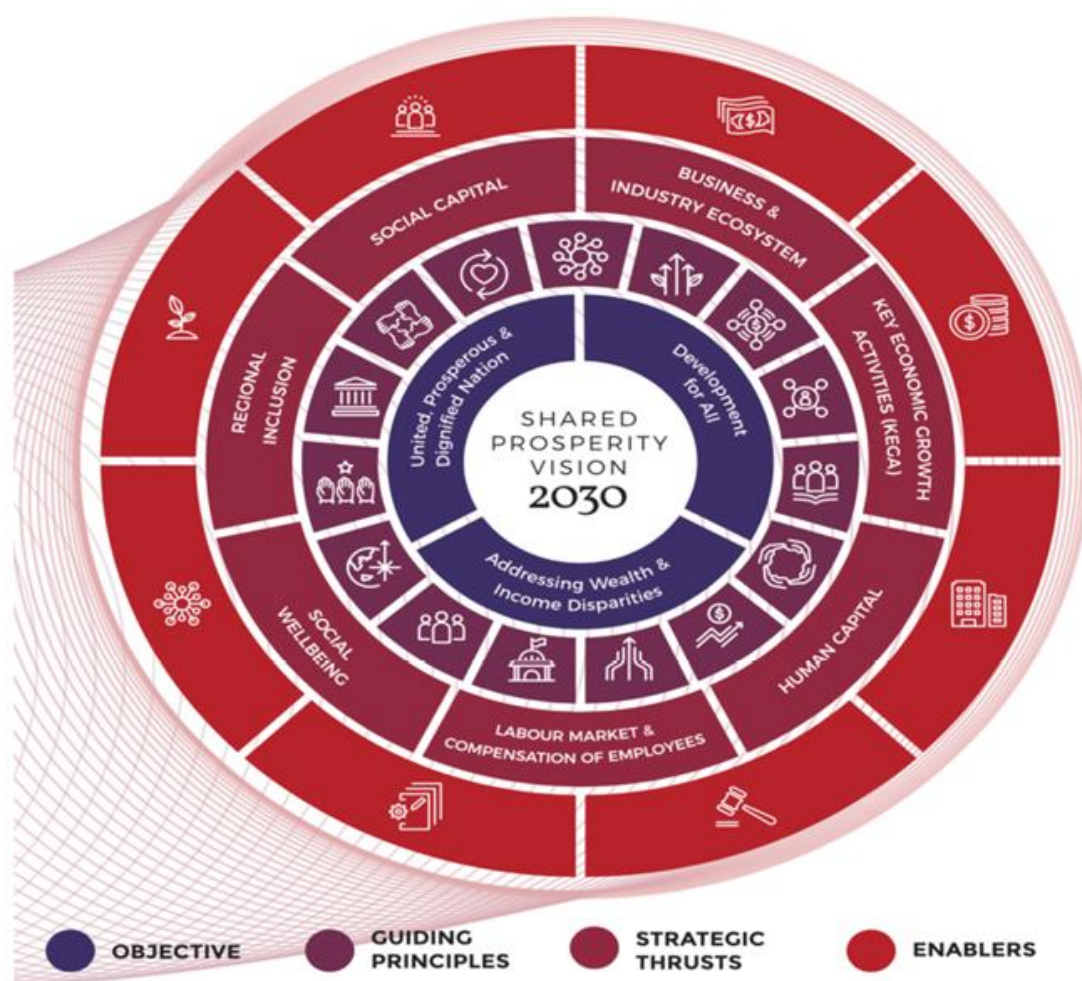 SOCIAL CAPITAL
BUSINESS &
INDUSTRY ECOSYSTEM
KEY ECONOMIC GROWTH
ACTIVITIES (KEGA)
HUMAN CAPITAL
LABOUR MARKET &
COMPENSATION OF EMPLOYEES
SOCIAL
WELLBEING
REGIONAL
INCLUSION
United, Prosperous &
Dignified Nation
Development
for All
Addressing Wealth &
Income Disparities
SHARED
PROSPERITY
VISION
2030
OBJECTIVE
GUIDING
PRINCIPLES
STRATEGIC
THRUSTS
ENABLERS